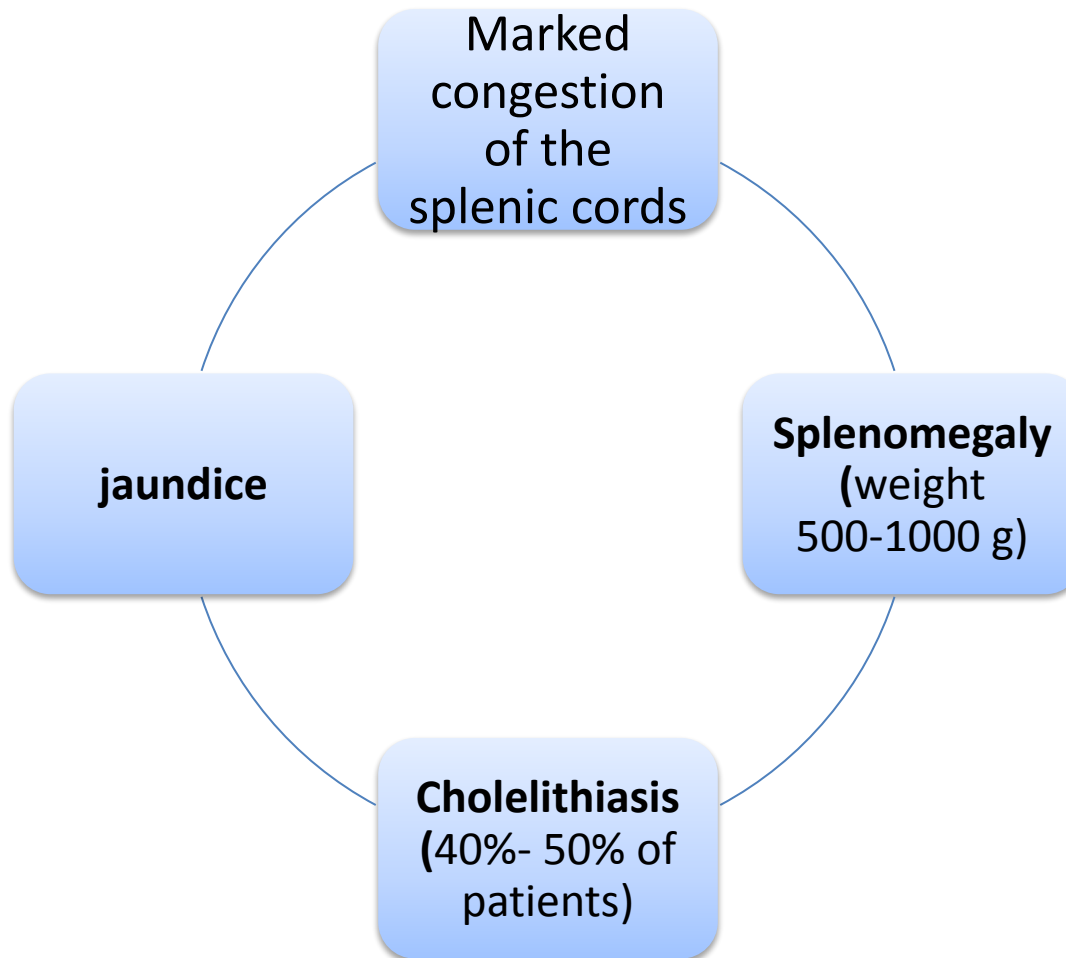 Marked
congestion
of the
splenic cords
jaundice
Splenomegaly
(weight
500-1000 g)
Cholelithiasis
(40%- 50% of
patients)